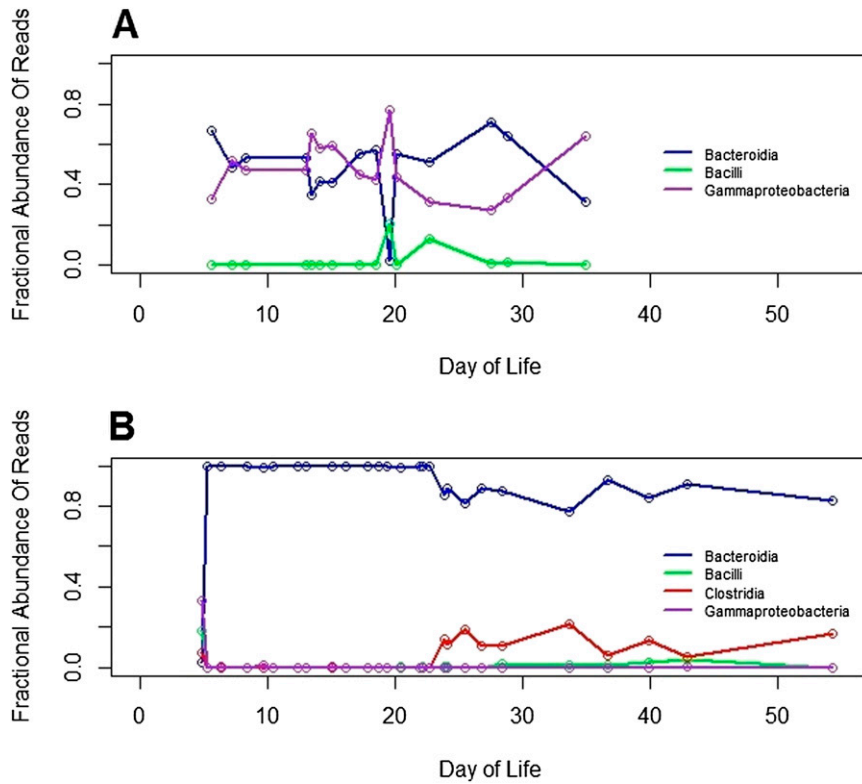 A
Fractional Abundance Of Reads
0.8
0.4
0.0
Bacteroidia
Bacilli
Gammaproteobacteria
0 10 20 30 40 50
Day of Life
B
Fractional Abundance Of Reads
0.8
0.4
0.0
Bacteroidia
Bacilli
Clostridia
Gammaproteobacteria
0 10 20 30 40 50
Day of Life